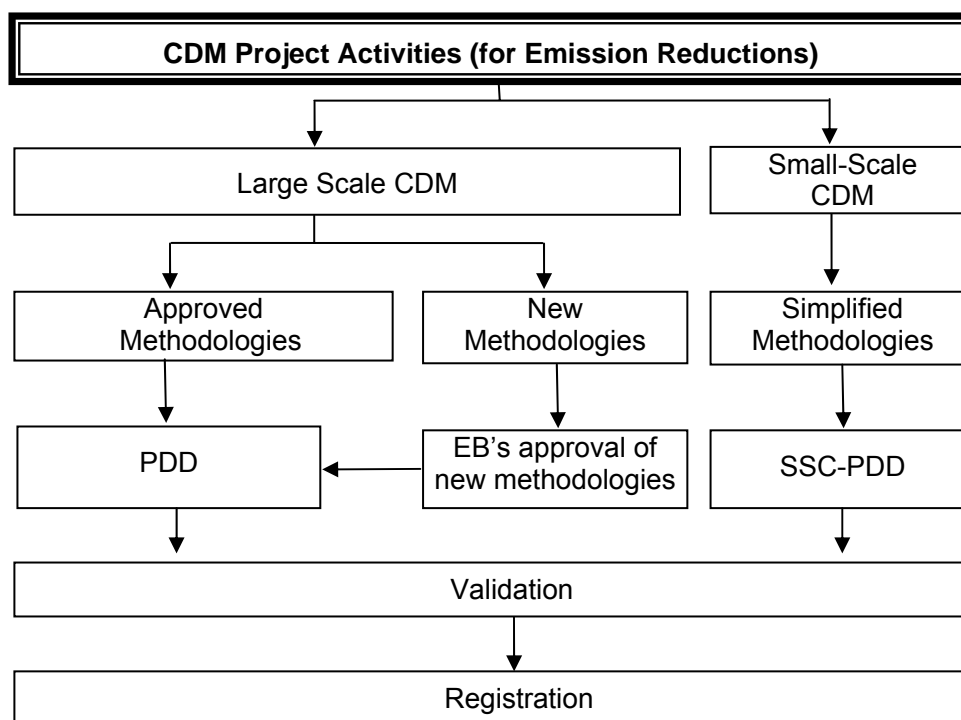 CDM Project Activities (for Emission Reductions)
Large Scale CDM
Small-Scale
CDM
Approved
Methodologies
New
Methodologies
Simplified
Methodologies
PDD
EB’s approval of
new methodologies
SSC-PDD
Validation
Registration